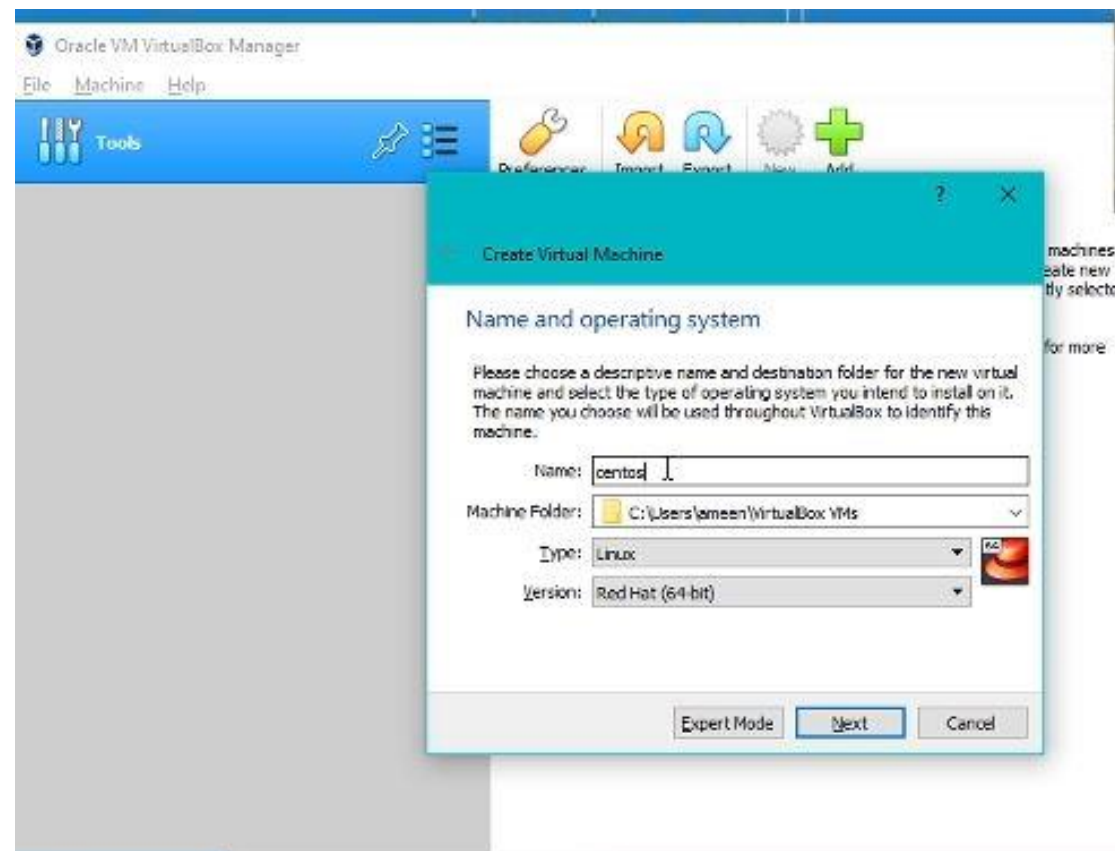 Oracle VM VirtualBox Manager
File Machine Help
Tools
Preferences Import Export New Add
? ×
Create Virtual Machine
machines
eate new
tly selecte
Name and operating system
for more
Please choose a descriptive name and destination folder for the new virtual
machine and select the type of operating system you intend to install on it.
The name you choose will be used throughout VirtualBox to identify this
machine.
Name: centos
Machine Folder: C:\Users\ameen\VirtualBox VMs
Type: Linux
64
Version: Red Hat (64-bit)
Expert Mode Next Cancel